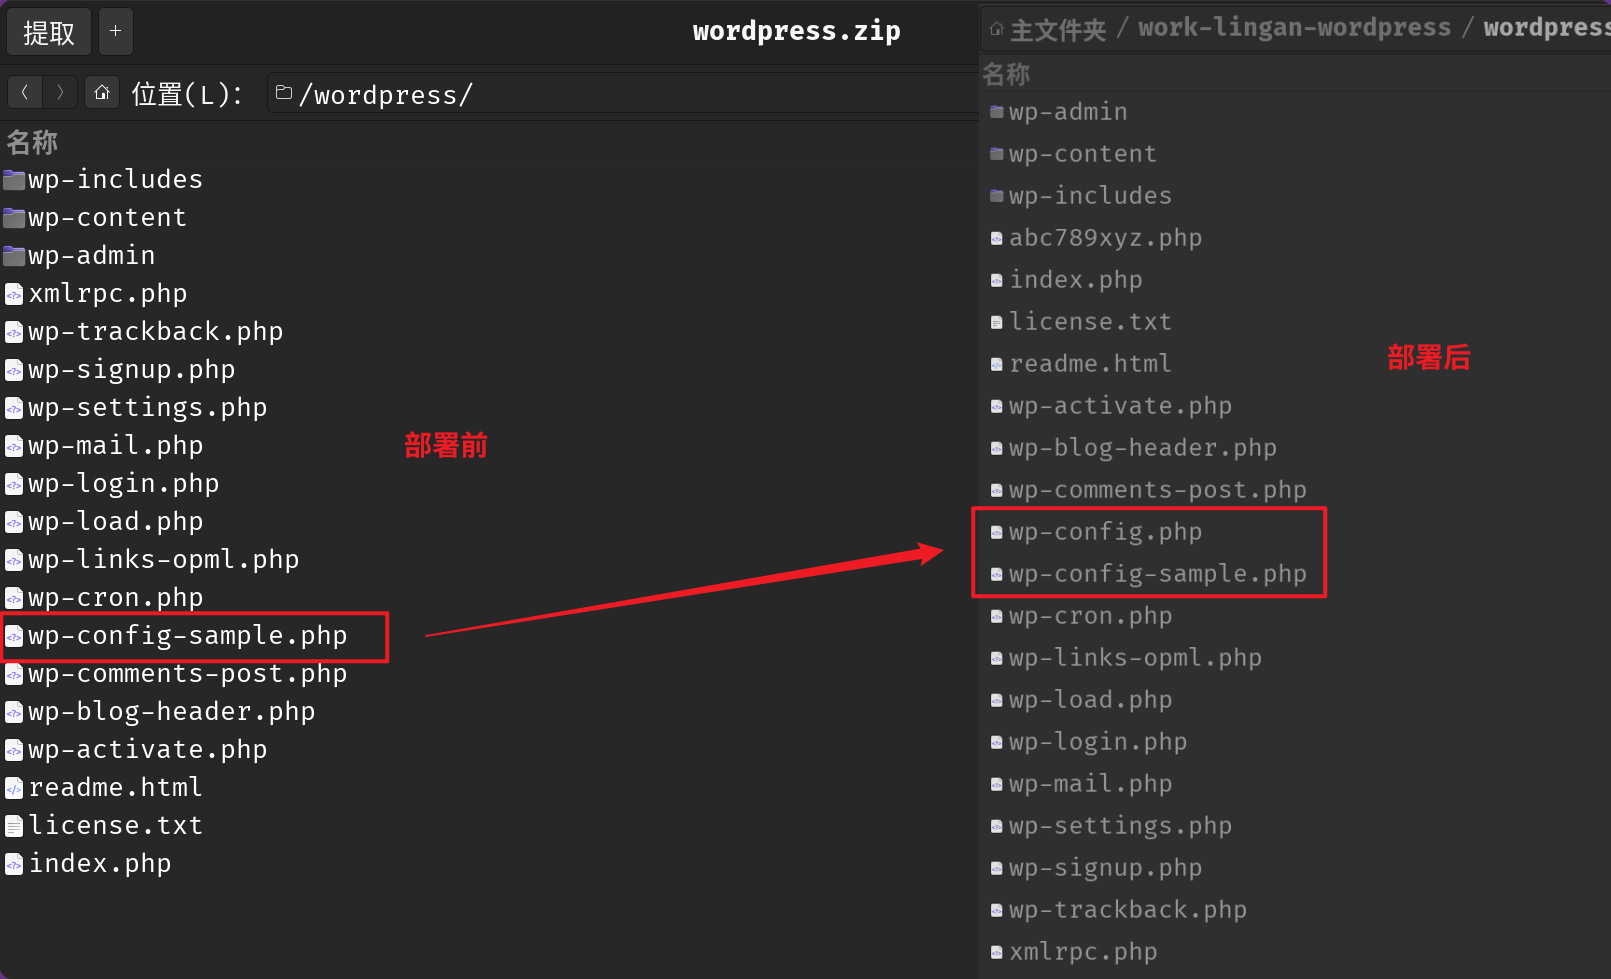 提取
+
wordpress.zip
位置(L):
/wordpress/
名称
wp-includes
wp-content
wp-admin
xmlrpc.php
wp-trackback.php
wp-signup.php
wp-settings.php
wp-mail.php
wp-login.php
wp-load.php
wp-links-opml.php
wp-cron.php
wp-config-sample.php
wp-comments-post.php
wp-blog-header.php
wp-activate.php
readme.html
license.txt
index.php
部署前
主文件夹 / work-lingan-wordpress / wordpress
名称
wp-admin
wp-content
wp-includes
abc789xyz.php
index.php
license.txt
readme.html
wp-activate.php
wp-blog-header.php
wp-comments-post.php
wp-config.php
wp-config-sample.php
wp-cron.php
wp-links-opml.php
wp-load.php
wp-login.php
wp-mail.php
wp-settings.php
wp-signup.php
wp-trackback.php
xmlrpc.php
部署后